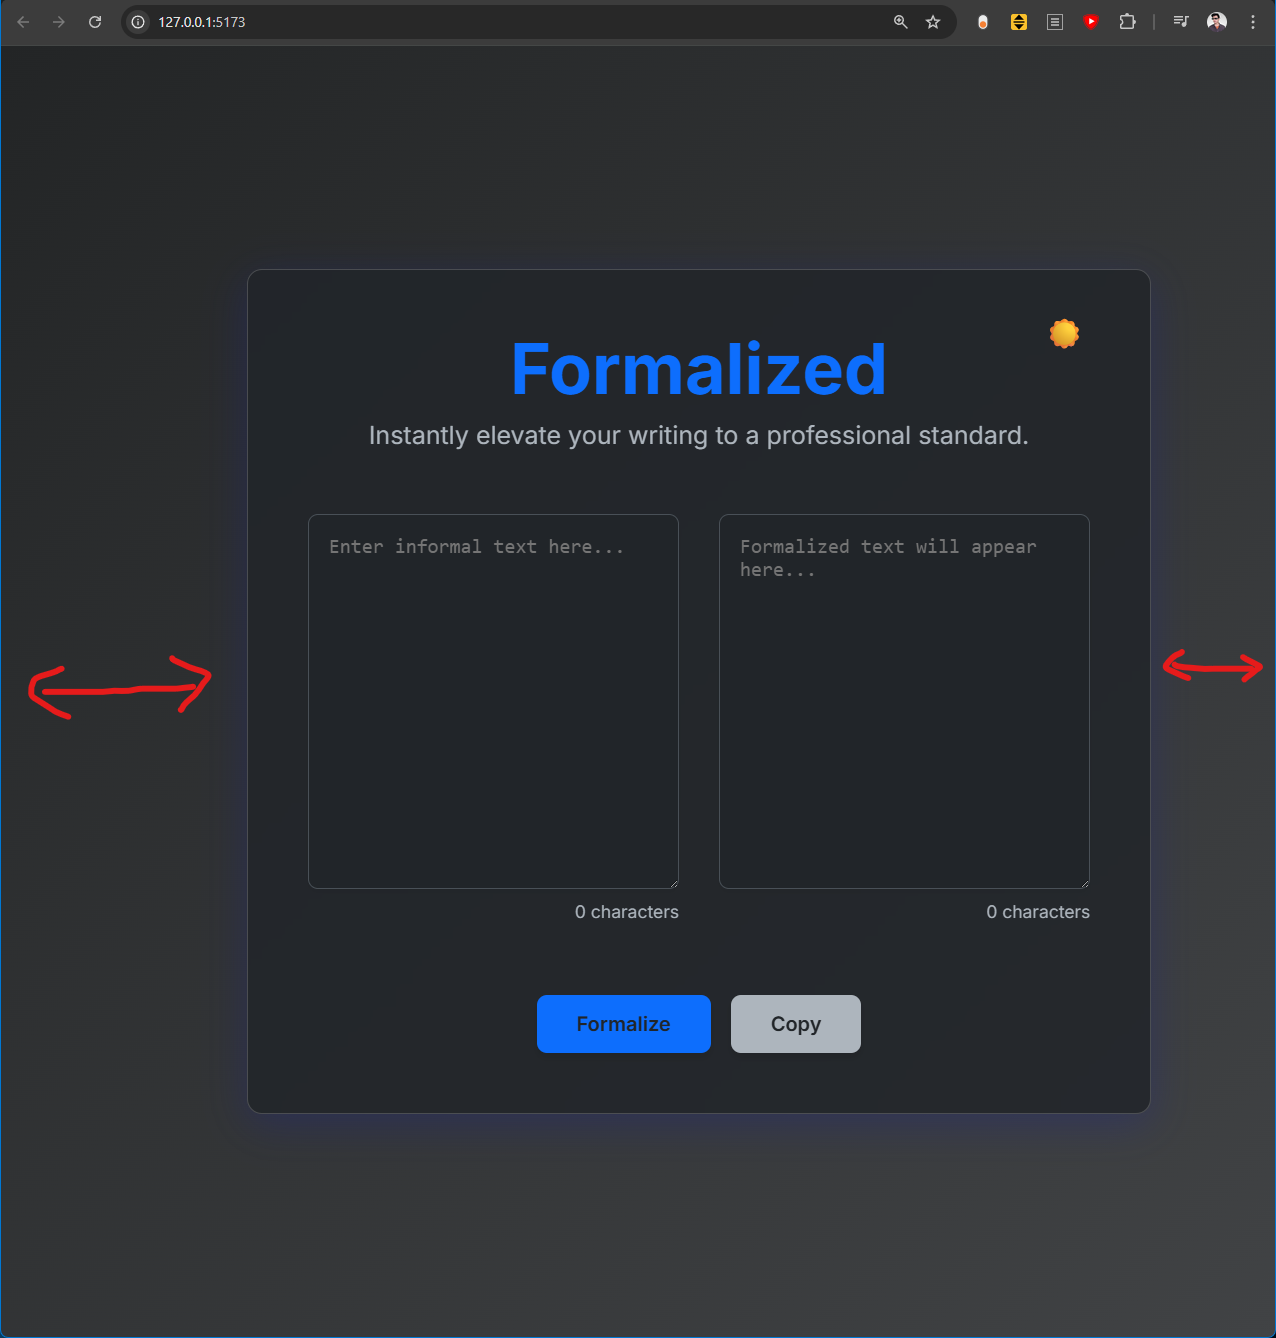 127.0.0.1:5173
Formalized
Instantly elevate your writing to a professional standard.
Enter informal text here...
Formalized text will appear
here...
0 characters
0 characters
Formalize
Copy